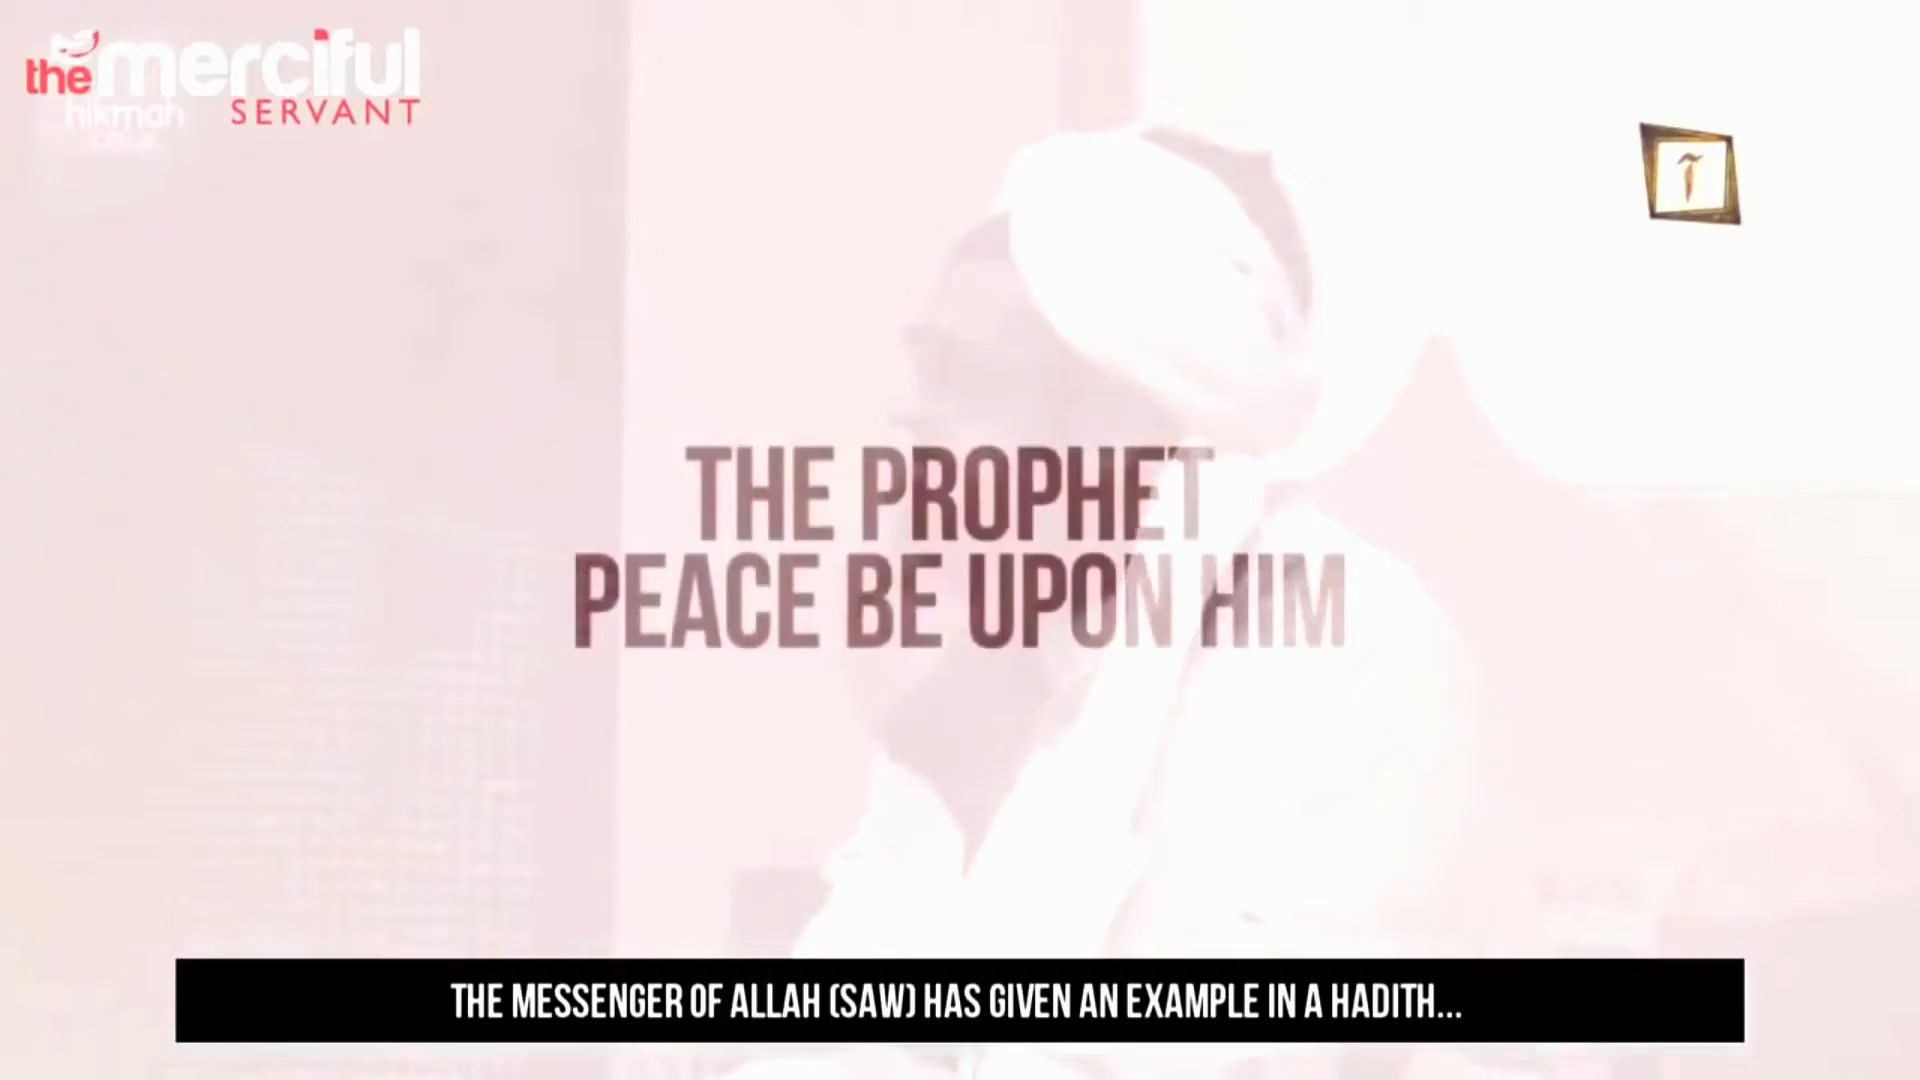 the merciful
hikmah
SERVANT
THE PROPHET
PEACE BE UPON HIM
THE MESSENGER OF ALLAH (SAW) HAS GIVEN AN EXAMPLE IN A HADITH...